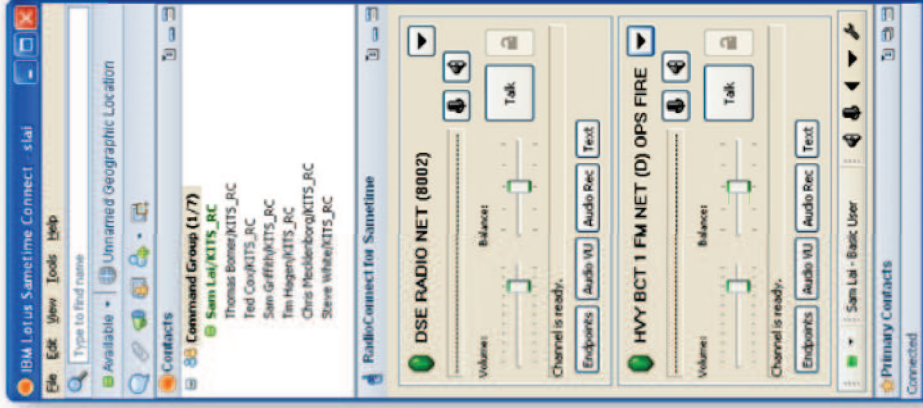 IBM Lotus Sametime Connect - slai
File Edit View Tools Help
Type to find name
Available Unnamed Geographic Location
Contacts
Command Group (1/7)
Sam Lai/KITS_RC
Thomas Bomer/KITS_RC
Ted Cou/KITS_RC
Sam Griffith/KITS_RC
Tim Hagen/KITS_RC
Chris Mecklenborg/KITS_RC
Steve White/KITS_RC
RadioConnect for Sametime
DSE RADIO NET (8002)
Volume: Balance:
Talk
Channel is ready.
Endpoints Audio VU Audio Rec Text
HVY BCT 1 FM NET (D) OPS FIRE
Volume: Balance:
Talk
Channel is ready.
Endpoints Audio VU Audio Rec Text
Sam Lai - Basic User
Primary Contacts
Connected